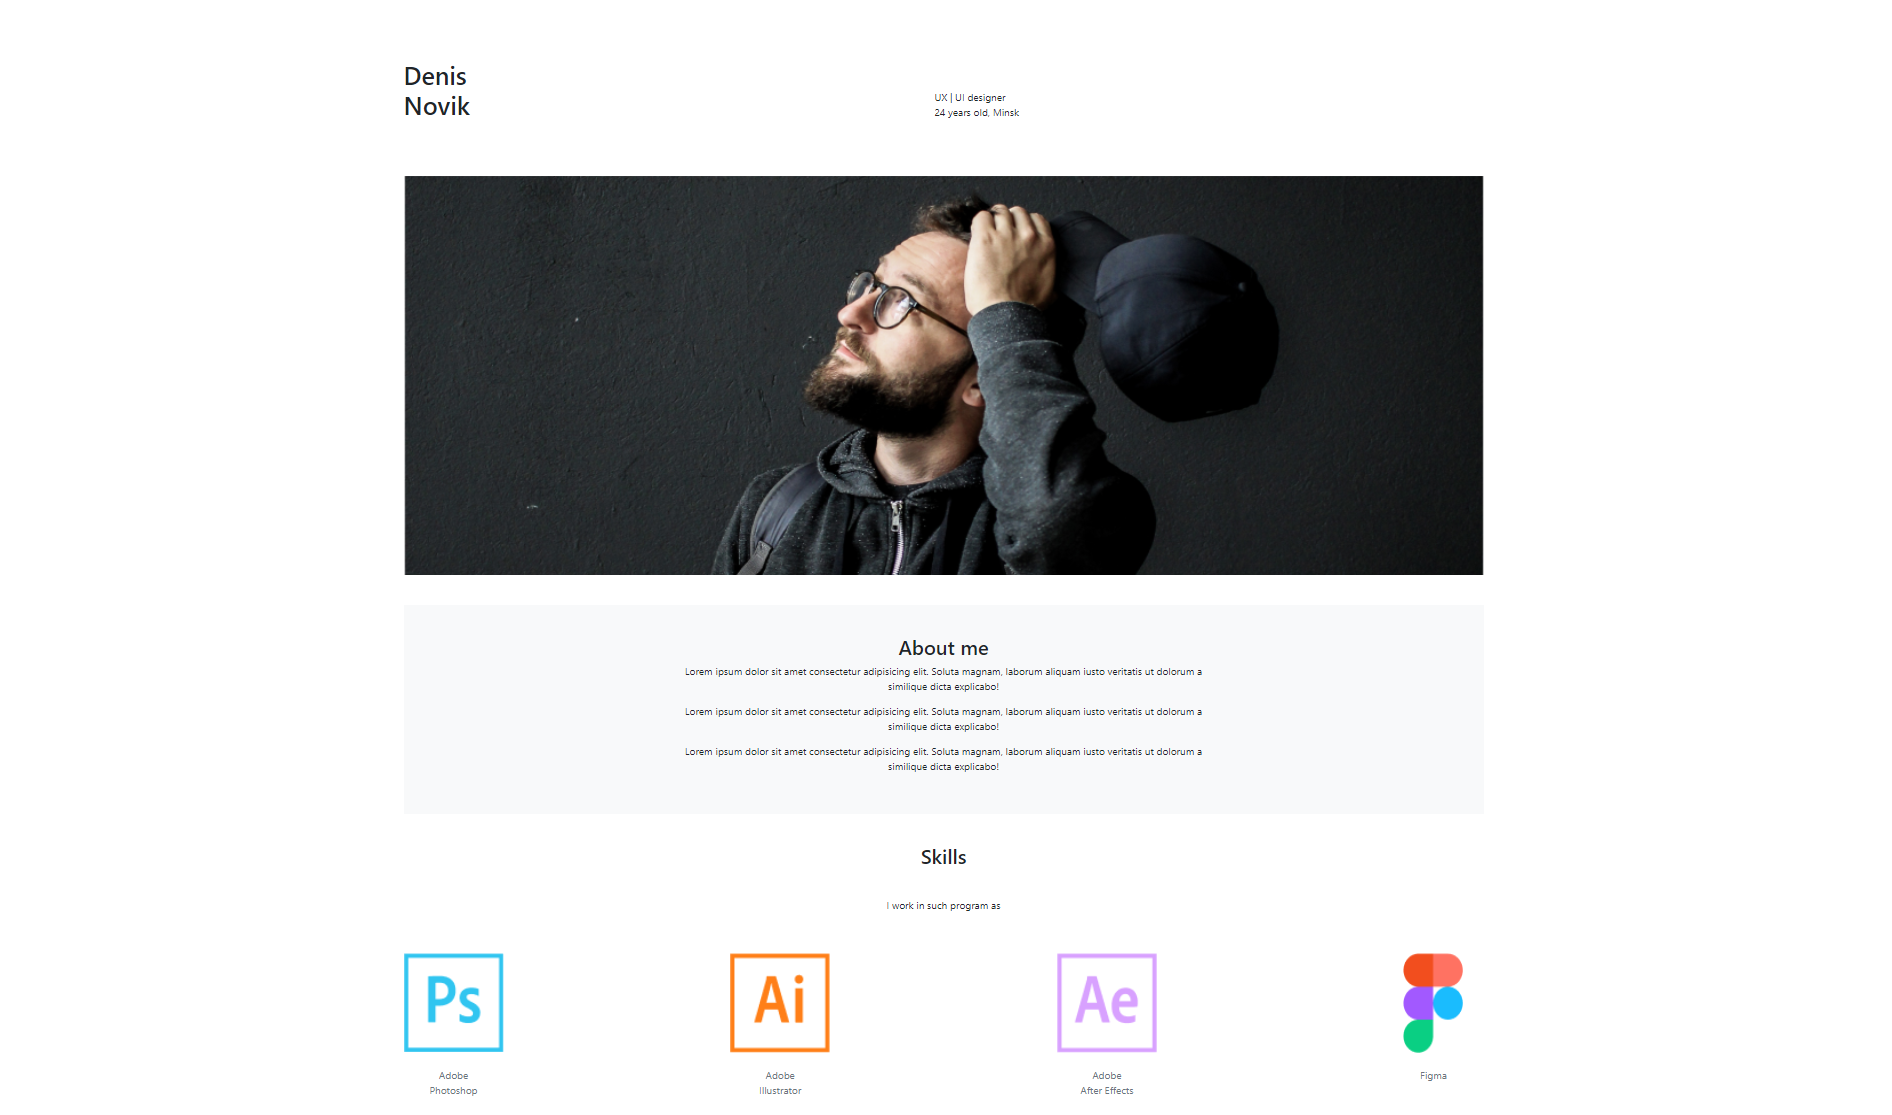 Denis
Novik
UX | UI designer
24 years old, Minsk
About me
Lorem ipsum dolor sit amet consectetur adipisicing elit. Soluta magnam, laborum aliquam iusto veritatis ut dolorum a
similique dicta explicabo!
Lorem ipsum dolor sit amet consectetur adipisicing elit. Soluta magnam, laborum aliquam iusto veritatis ut dolorum a
similique dicta explicabo!
Lorem ipsum dolor sit amet consectetur adipisicing elit. Soluta magnam, laborum aliquam iusto veritatis ut dolorum a
similique dicta explicabo!
Skills
I work in such program as
Ps
Ai
Ae
Adobe
Photoshop
Adobe
Illustrator
Adobe
After Effects
Figma